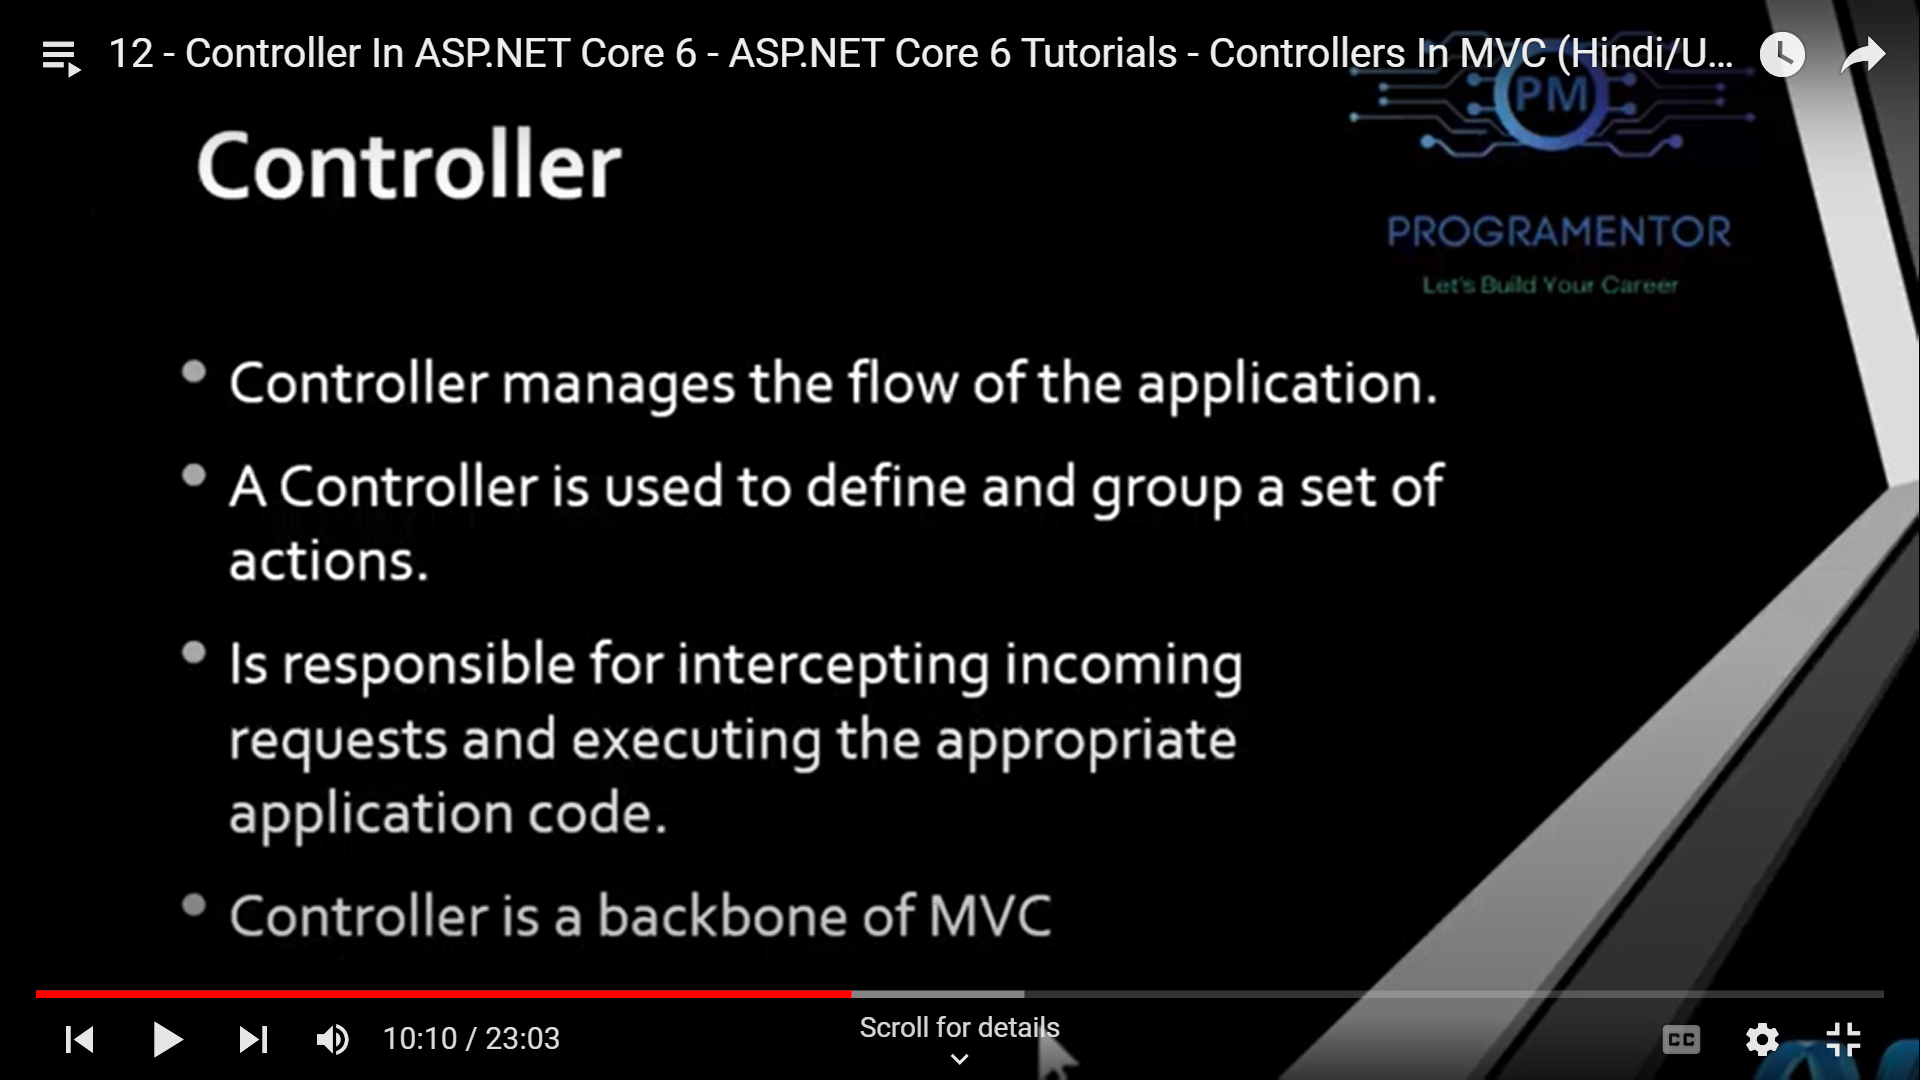 12 - Controller In ASP.NET Core 6 - ASP.NET Core 6 Tutorials - Controllers In MVC (Hindi/U...
PM
Controller
PROGRAMENTOR
Let's Build Your Career
Controller manages the flow of the application.
A Controller is used to define and group a set of
actions.
Is responsible for intercepting incoming
requests and executing the appropriate
application code.
Controller is a backbone of MVC
10:10 / 23:03
Scroll for details
CC